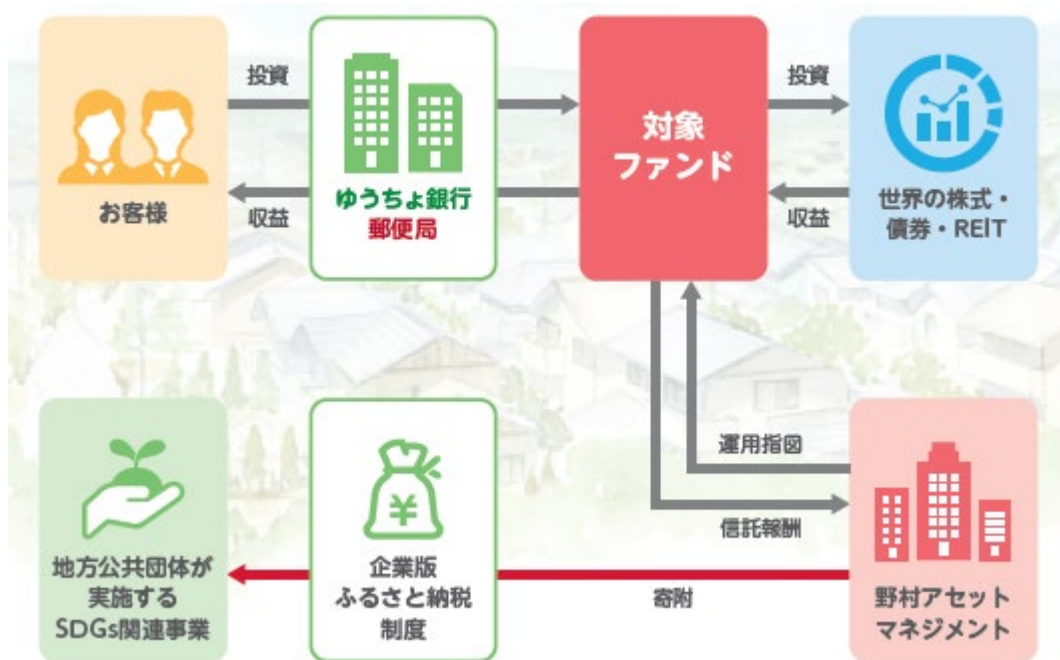 投資
投資
お客様
収益
ゆうちょ銀行
郵便局
対象
ファンド
収益
世界の株式・
債券・REIT
運用指図
信託報酬
地方公共団体が
実施する
SDGs関連事業
¥
企業版
ふるさと納税
制度
寄附
野村アセット
マネジメント